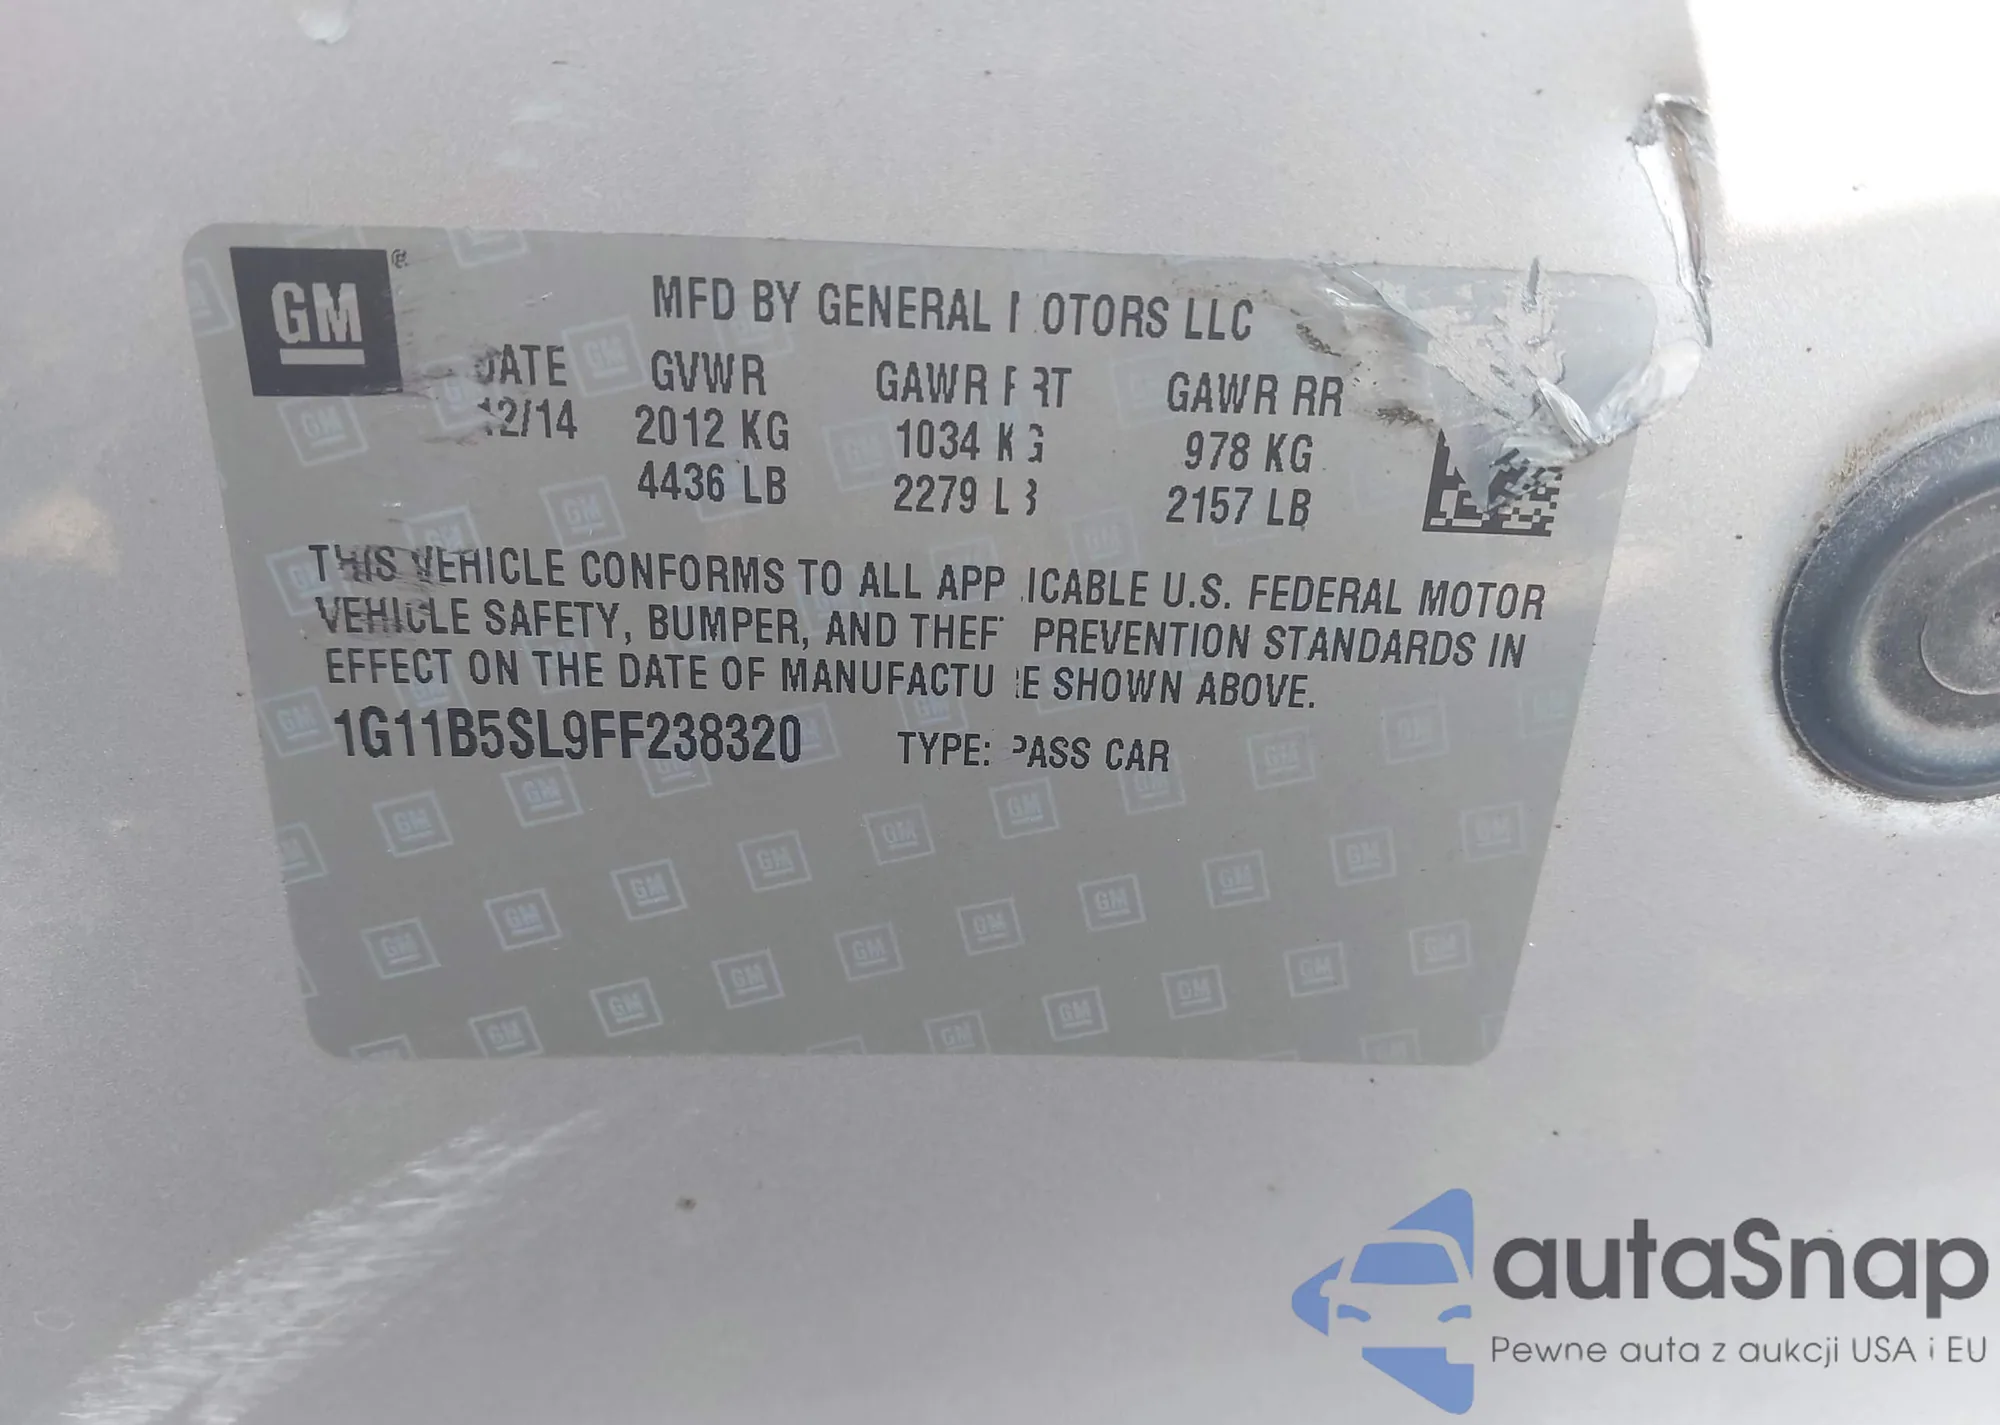 GM®
MFD BY GENERAL MOTORS LLC
DATE GVWR GAWR FRT GAWR RR
12/14 2012 KG 1034 KG 978 KG
4436 LB 2279 LB 2157 LB
THIS VEHICLE CONFORMS TO ALL APPLICABLE U.S. FEDERAL MOTOR
VEHICLE SAFETY, BUMPER, AND THEFT PREVENTION STANDARDS IN
EFFECT ON THE DATE OF MANUFACTURE SHOWN ABOVE.
1G11B5SL9FF238320 TYPE: PASS CAR
autaSnap
Pewne auta z aukcji USA i EU